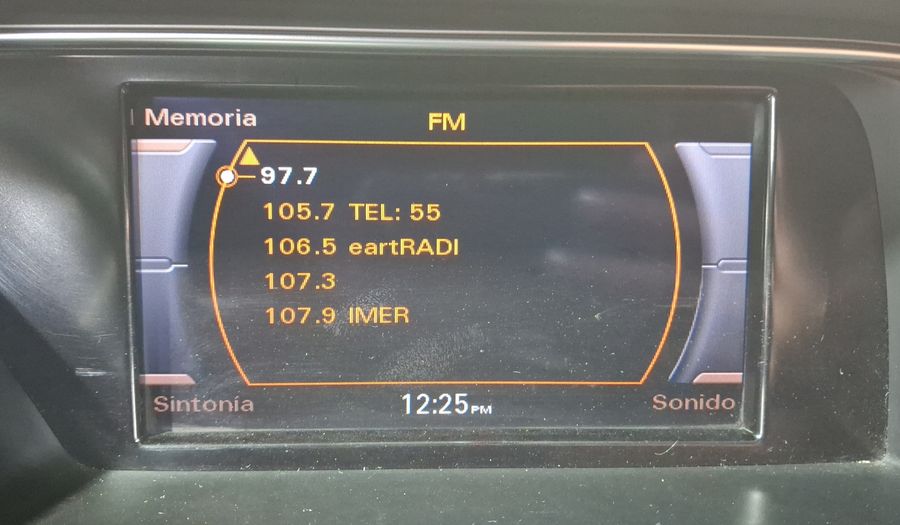 Memoria FM
97.7
105.7 TEL: 55
106.5 eartRADI
107.3
107.9 IMER
Sintonía 12:25PM Sonido